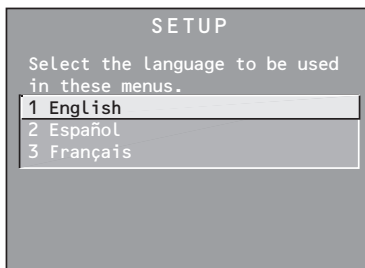 SETUP
Select the language to be used
in these menus.
1 English
2 Español
3 Français